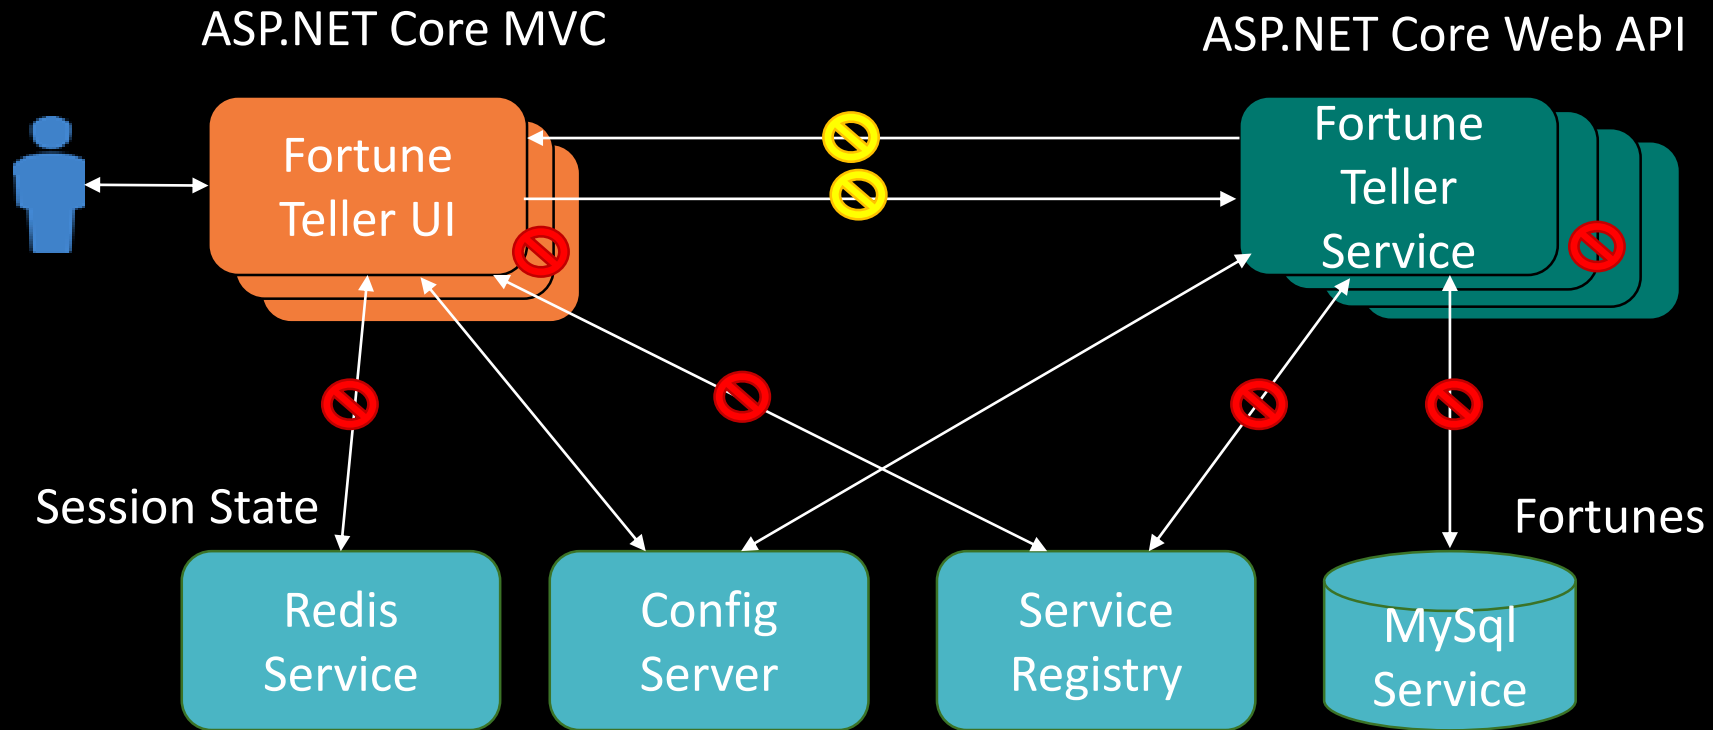 ASP.NET Core MVC
ASP.NET Core Web API
Fortune
Teller UI
Fortune
Teller
Service
Session State
Fortunes
Redis
Service
Config
Server
Service
Registry
MySql
Service